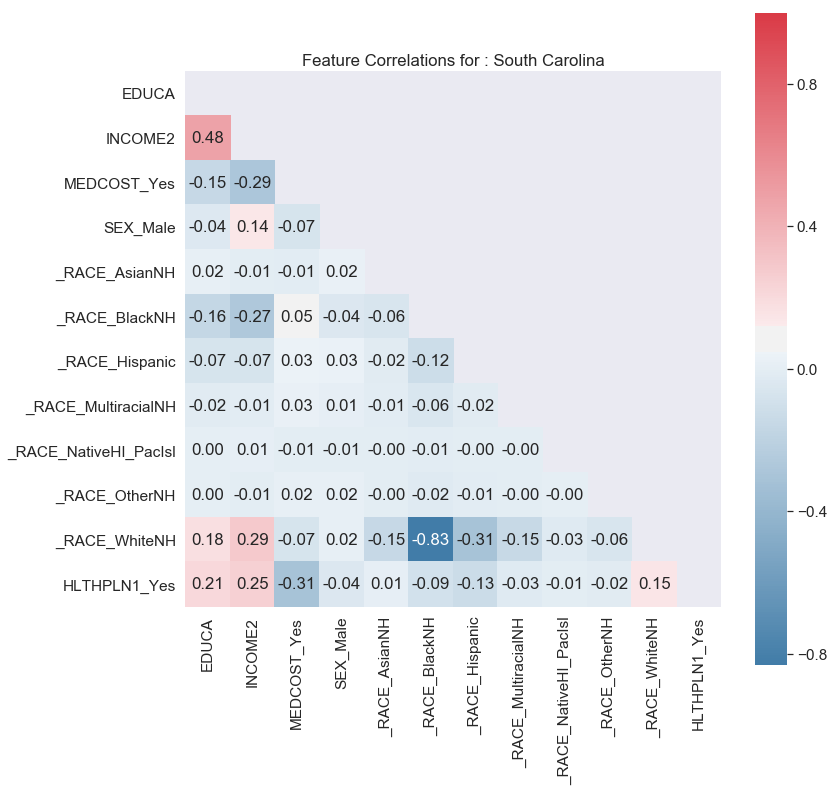 Feature Correlations for : South Carolina
EDUCA
INCOME2 0.48
MEDCOST_Yes -0.15 -0.29
SEX_Male -0.04 0.14 -0.07
_RACE_AsianNH 0.02 -0.01 -0.01 0.02
_RACE_BlackNH -0.16 -0.27 0.05 -0.04 -0.06
_RACE_Hispanic -0.07 -0.07 0.03 0.03 -0.02 -0.12
_RACE_MultiracialNH -0.02 -0.01 0.03 0.01 -0.01 -0.06 -0.02
_RACE_NativeHI_PacIsl 0.00 0.01 -0.01 -0.01 -0.00 -0.01 -0.00 -0.00
_RACE_OtherNH 0.00 -0.01 0.02 0.02 -0.00 -0.02 -0.01 -0.00 -0.00
_RACE_WhiteNH 0.18 0.29 -0.07 0.02 -0.15 -0.83 -0.31 -0.15 -0.03 -0.06
HLTHPLN1_Yes 0.21 0.25 -0.31 -0.04 0.01 -0.09 -0.13 -0.03 -0.01 -0.02 0.15
EDUCA
INCOME2
MEDCOST_Yes
SEX_Male
_RACE_AsianNH
_RACE_BlackNH
_RACE_Hispanic
_RACE_MultiracialNH
_RACE_NativeHI_PacIsl
_RACE_OtherNH
_RACE_WhiteNH
HLTHPLN1_Yes
0.8
0.4
0.0
−0.4
−0.8